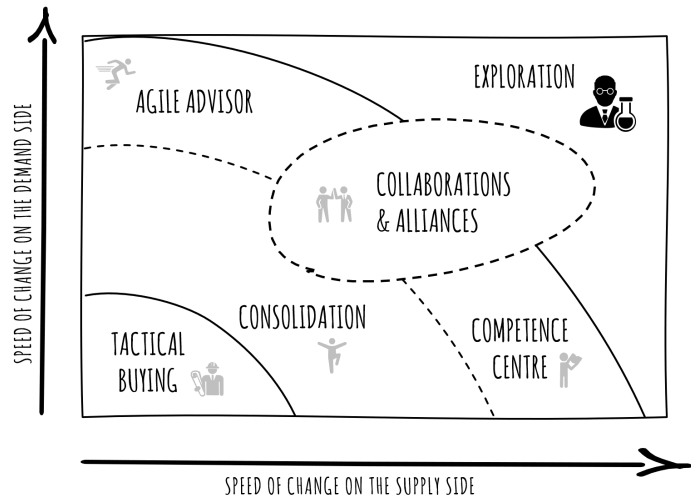 EXPLORATION
AGILE ADVISOR
COLLABORATIONS
& ALLIANCES
CONSOLIDATION
TACTICAL
BUYING
COMPETENCE
CENTRE
SPEED OF CHANGE ON THE DEMAND SIDE
SPEED OF CHANGE ON THE SUPPLY SIDE